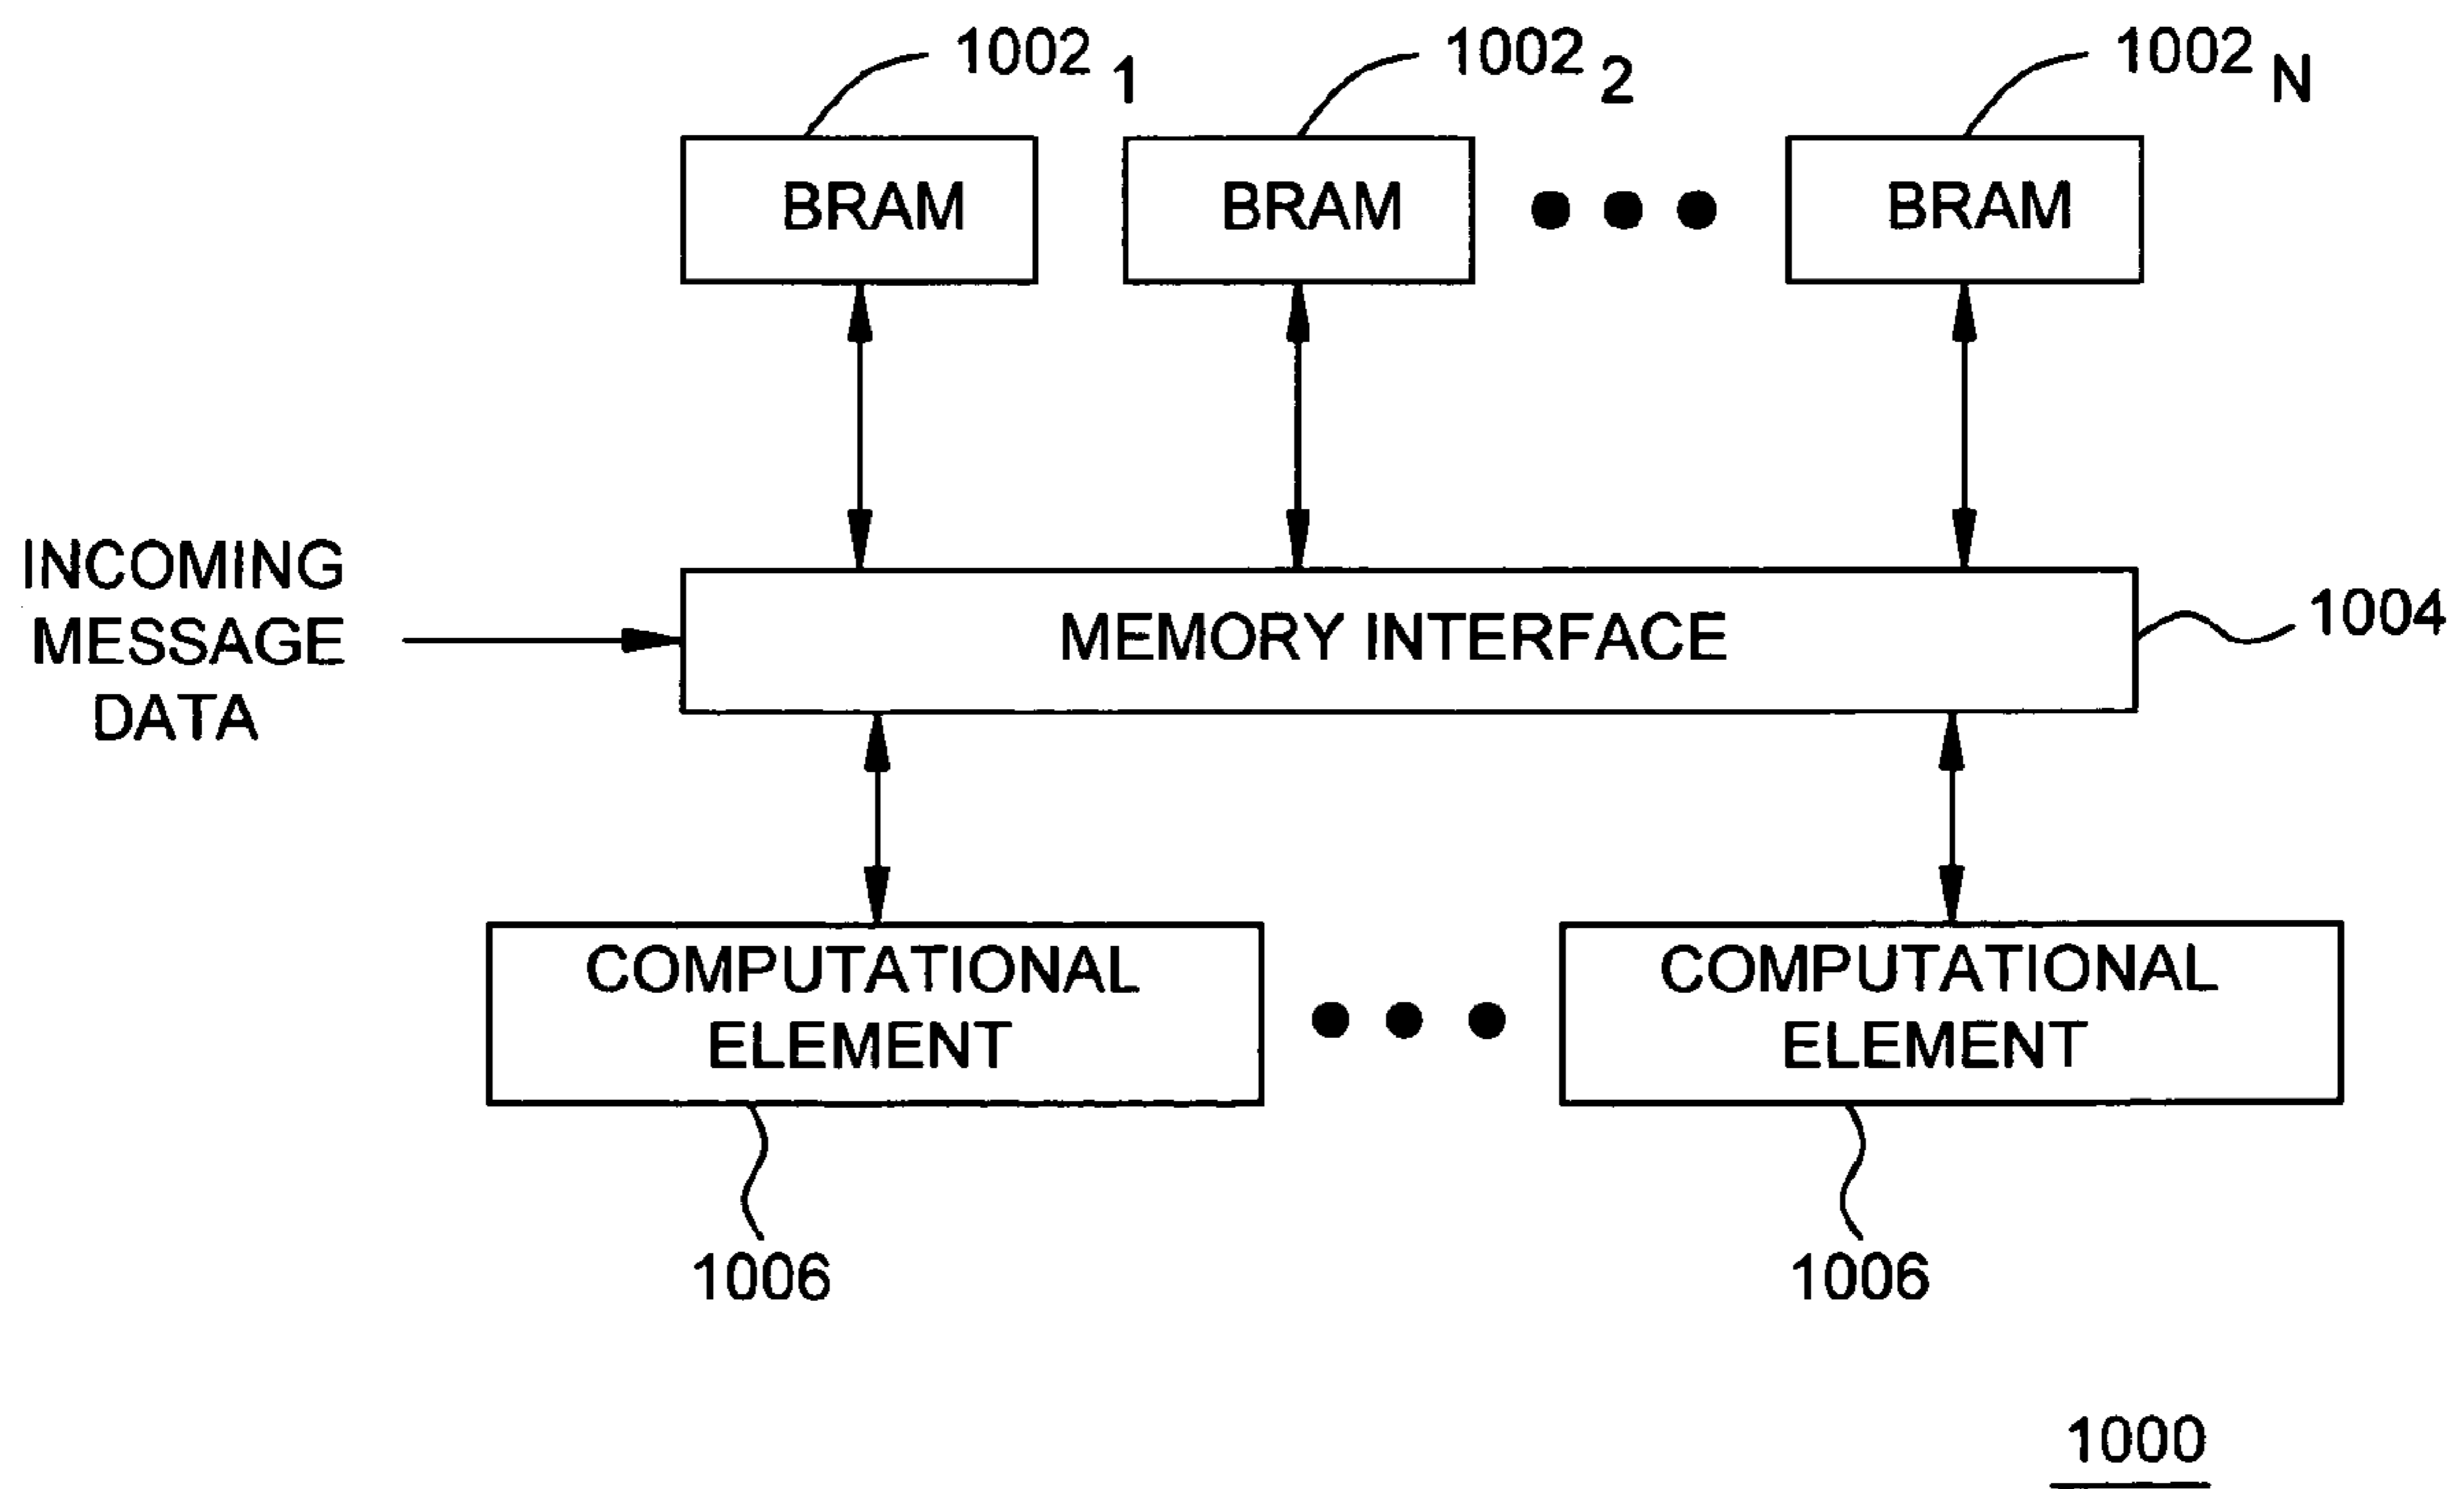 1002 1
1002 2
1002 N
BRAM
BRAM
BRAM
INCOMING
MESSAGE
DATA
MEMORY INTERFACE
1004
COMPUTATIONAL
ELEMENT
COMPUTATIONAL
ELEMENT
1006
1006
1000